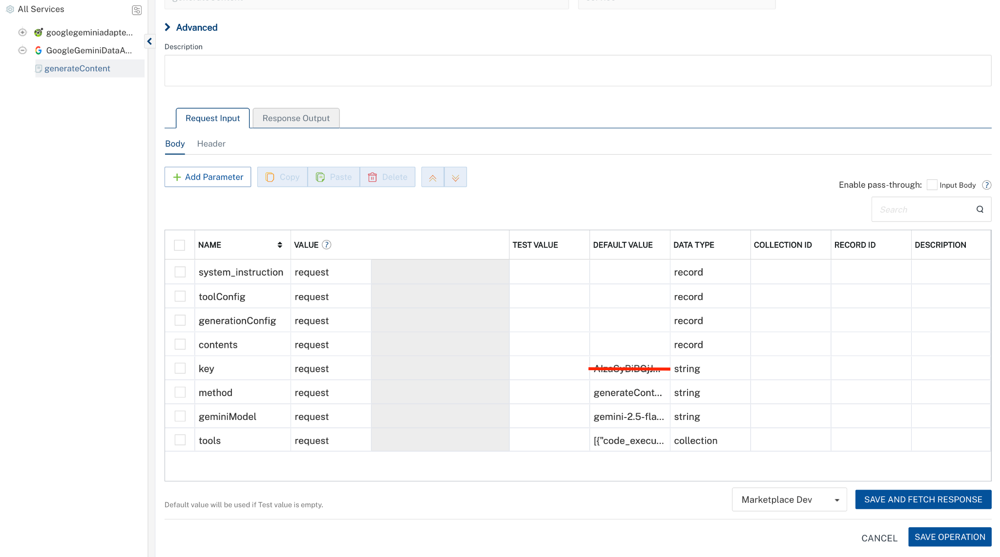 All Services
googlegeminiadapte...
GoogleGeminiDataA...
generateContent
Advanced
Description
Request Input
Response Output
Body
Header
Add Parameter
Copy
Paste
Delete
Enable pass-through:
Input Body
?
Search
NAME
VALUE ?
TEST VALUE
DEFAULT VALUE
DATA TYPE
COLLECTION ID
RECORD ID
DESCRIPTION
system_instruction request record
toolConfig request record
generationConfig request record
contents request record
key request string
method request generateCont... string
geminiModel request gemini-2.5-fla... string
tools request [{"code_execu... collection
Default value will be used if Test value is empty.
Marketplace Dev
SAVE AND FETCH RESPONSE
CANCEL
SAVE OPERATION